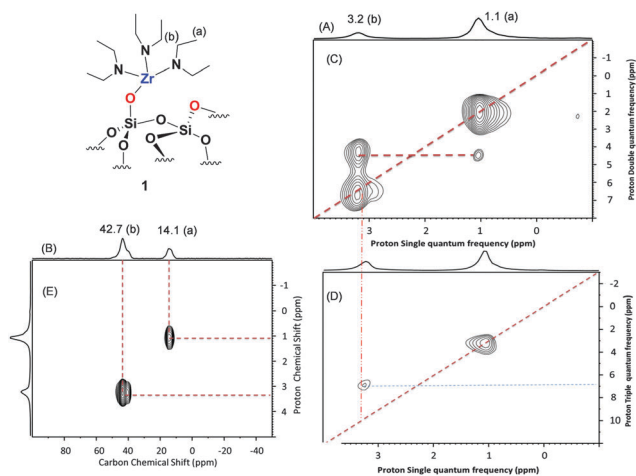 (b)
(a)
N
N
N
Zr
O
O
Si
O
Si
O
O
O
O
1
(A)
3.2 (b)
1.1 (a)
(C)
-1
0
1
2
3
4
5
6
7
Proton Double quantum frequency (ppm)
3
2
1
0
Proton Single quantum frequency (ppm)
(B)
42.7 (b)
14.1 (a)
(E)
-1
0
1
2
3
4
Proton Chemical Shift (ppm)
80
60
40
20
0
-20
-40
Carbon Chemical Shift (ppm)
(D)
-2
0
2
4
6
8
10
Proton Triple quantum frequency (ppm)
3
2
1
0
Proton Single quantum frequency (ppm)